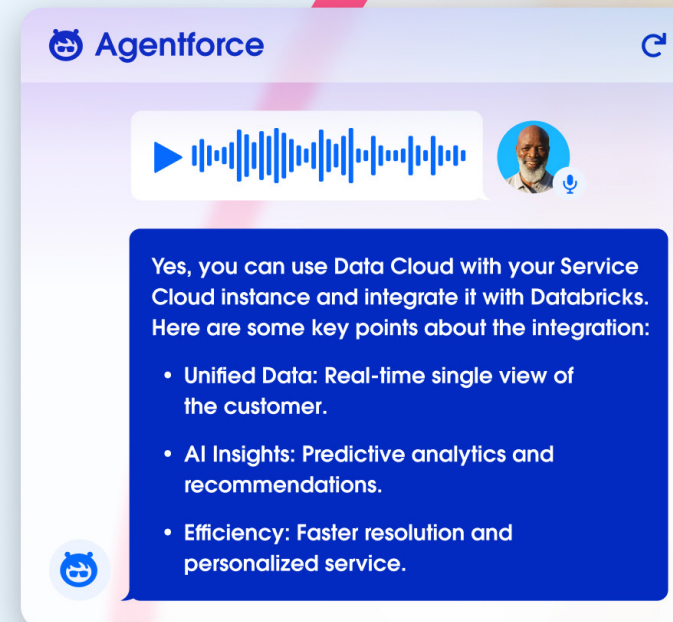 Agentforce
Yes, you can use Data Cloud with your Service
Cloud instance and integrate it with Databricks.
Here are some key points about the integration:
• Unified Data: Real-time single view of
the customer.
• AI Insights: Predictive analytics and
recommendations.
• Efficiency: Faster resolution and
personalized service.